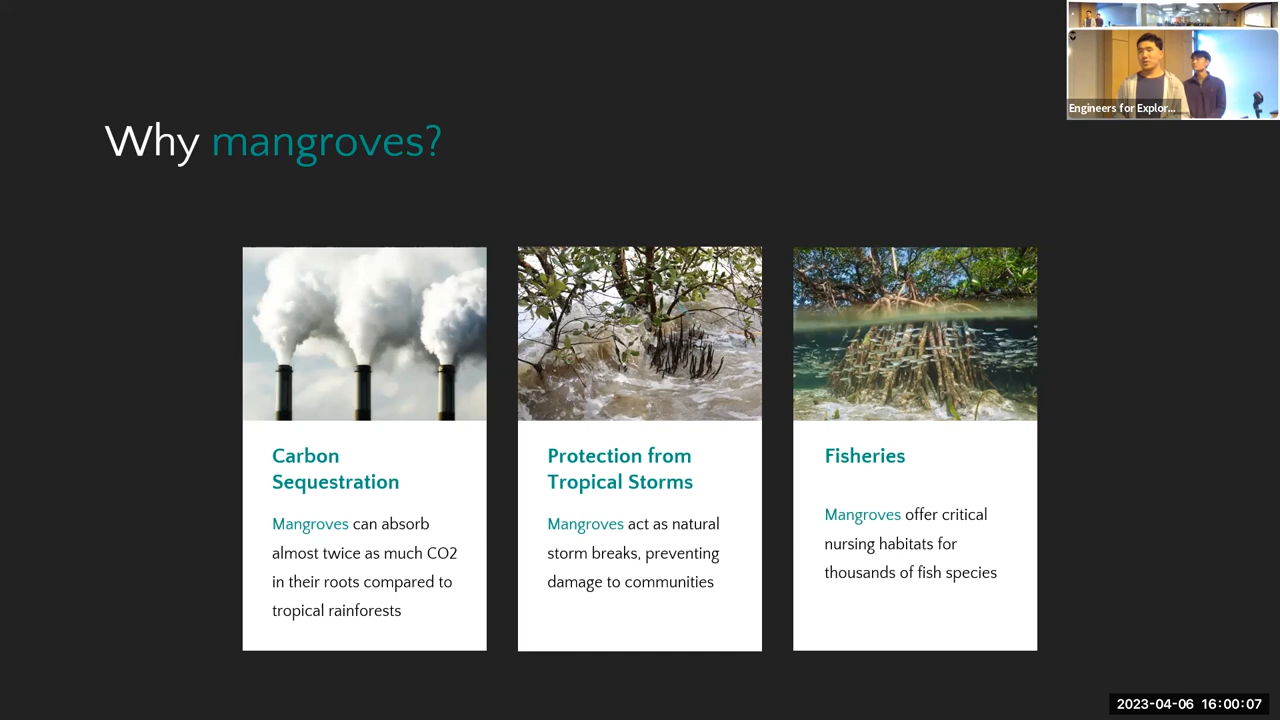 Engineers for Explor...
Why mangroves?
Carbon
Sequestration
Mangroves can absorb
almost twice as much CO2
in their roots compared to
tropical rainforests
Protection from
Tropical Storms
Mangroves act as natural
storm breaks, preventing
damage to communities
Fisheries
Mangroves offer critical
nursing habitats for
thousands of fish species
2023-04-06 16:00:07